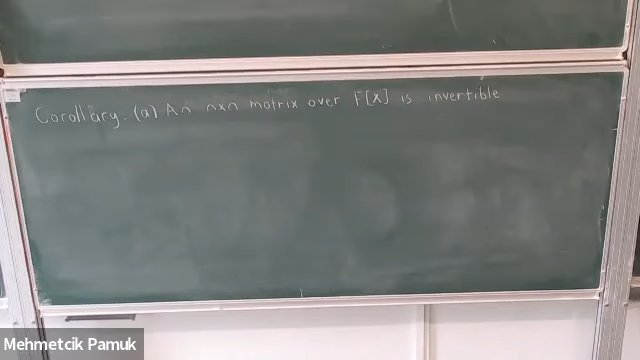 Corollary. (a) An nxn matrix over F[X] is invertible
Mehmetcik Pamuk